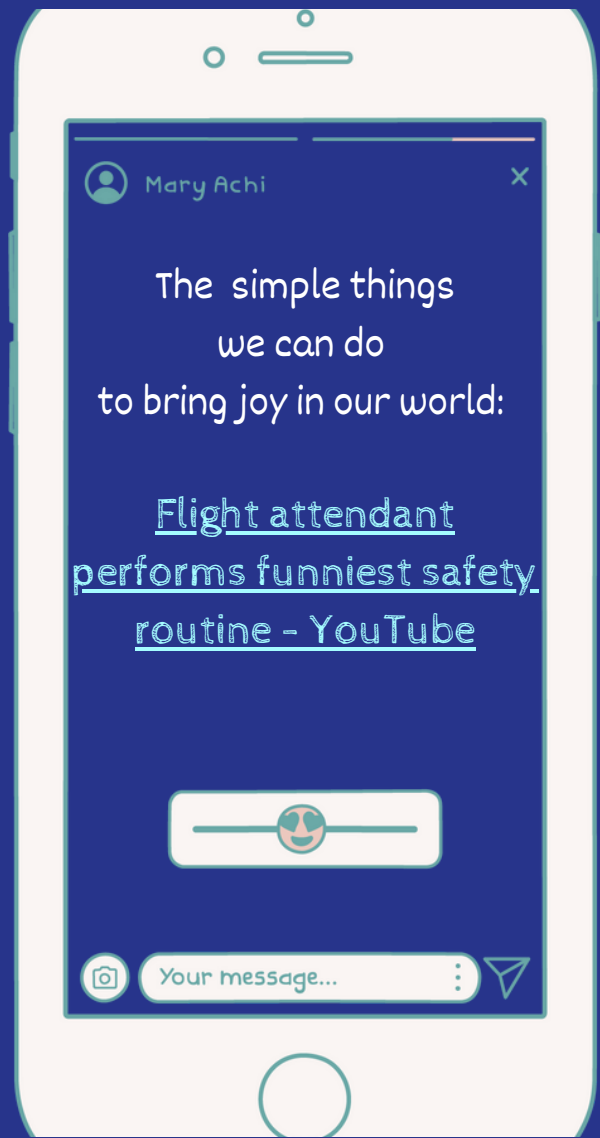 Mary Achi
The simple things
we can do
to bring joy in our world:
Flight attendant
performs funniest safety
routine - YouTube
Your message...